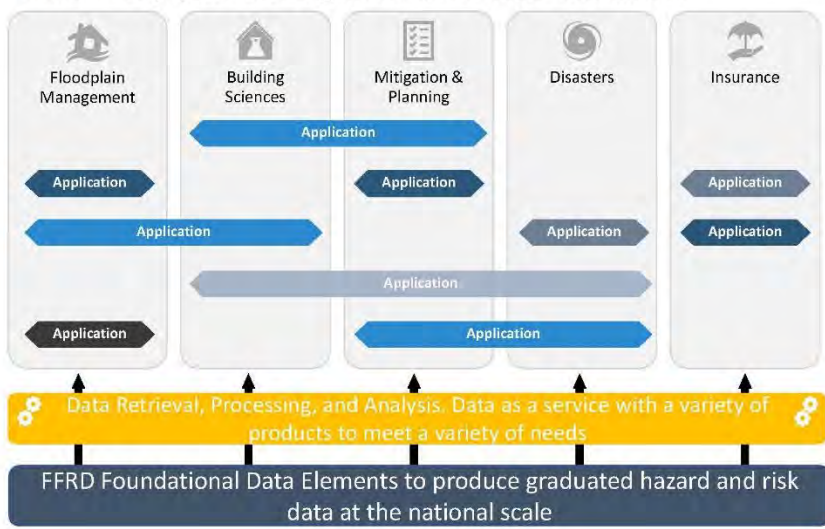 Floodplain
Management
Building
Sciences
Mitigation &
Planning
Disasters
Insurance
Application
Application
Application
Application
Application
Application
Application
Application
Application
Application
Data Retrieval, Processing, and Analysis. Data as a service with a variety of
products to meet a variety of needs
FFRD Foundational Data Elements to produce graduated hazard and risk
data at the national scale